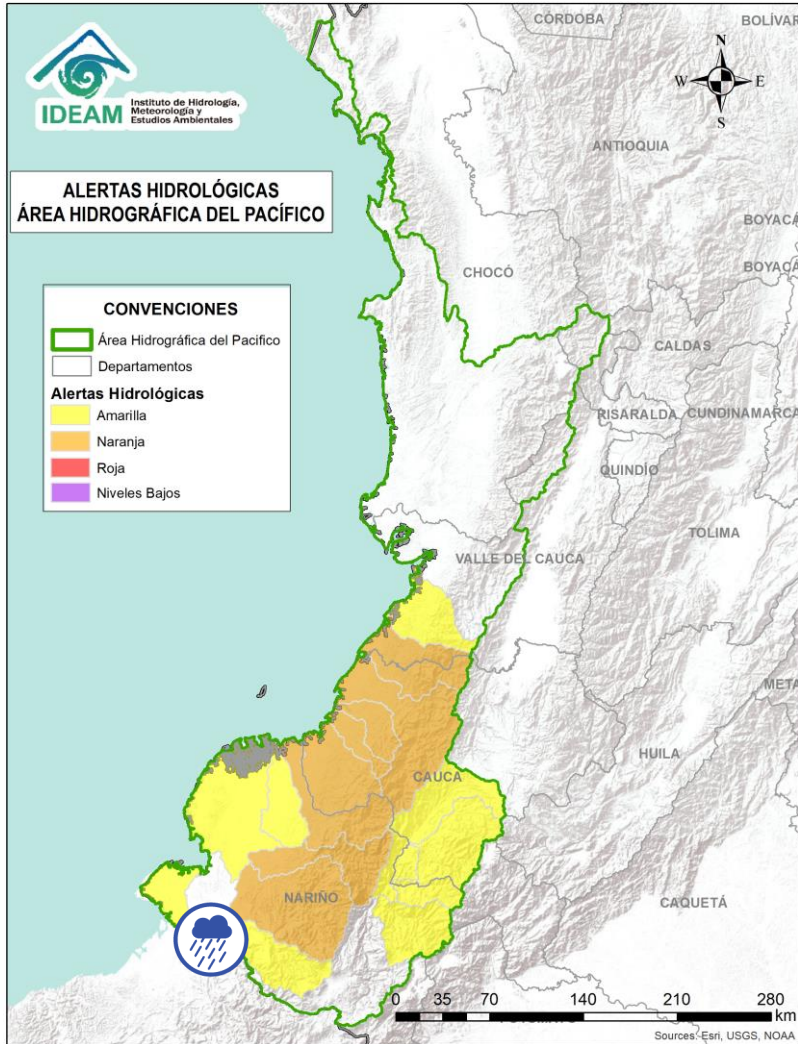 IDEAM
Instituto de Hidrología,
Meteorología y
Estudios Ambientales
N
W
E
S
ALERTAS HIDROLÓGICAS
ÁREA HIDROGRÁFICA DEL PACÍFICO
CONVENCIONES
Área Hidrográfica del Pacifico
Departamentos
Alertas Hidrológicas
Amarilla
Naranja
Roja
Niveles Bajos
CÓRDOBA
BOLÍVAR
ANTIOQUIA
BOYACÁ
CHOCÓ
BOYACÁ
CALDAS
RISARALDA
CUNDINAMARCA
QUINDÍO
TOLIMA
VALLE DEL CAUCA
META
HUILA
CAUCA
NARIÑO
CAQUETÁ
0 35 70 140 210 280
km
Sources: Esri, USGS, NOAA